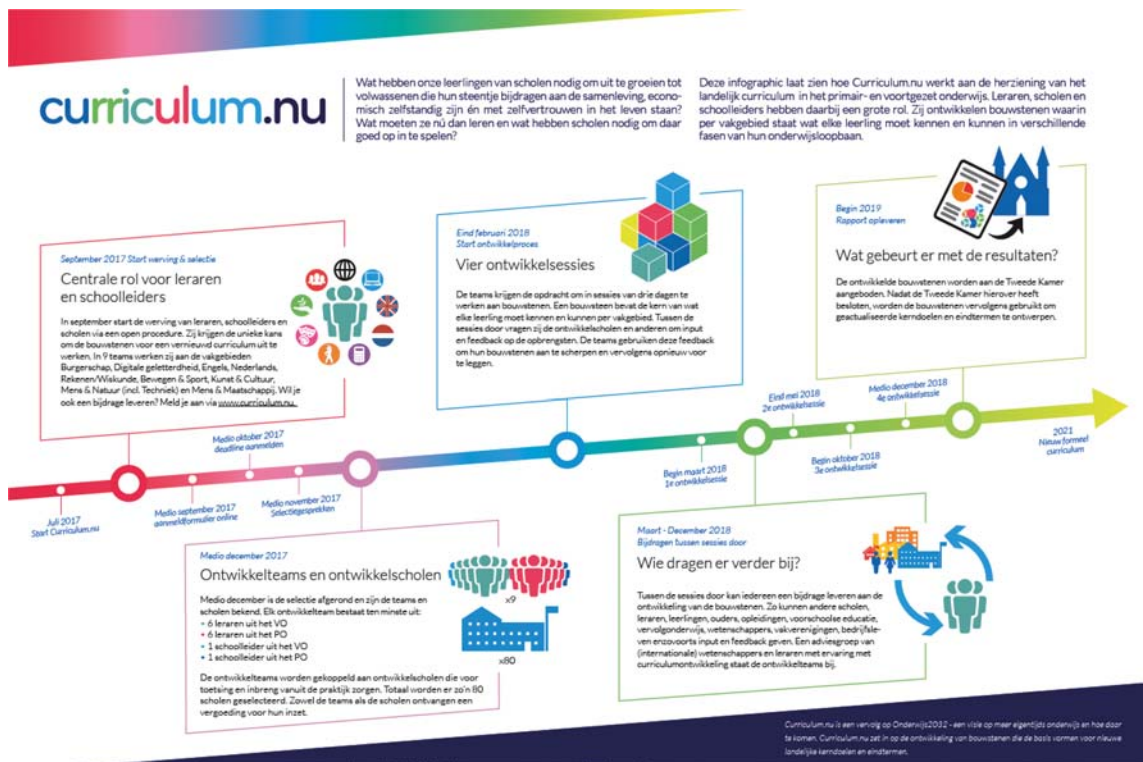 curriculum.nu
Wat hebben onze leerlingen van scholen nodig om uit te groeien tot
volwassenen die hun steentje bijdragen aan de samenleving, econo-
misch zelfstandig zijn én met zelfvertrouwen in het leven staan?
Wat moeten ze nú dan leren en wat hebben scholen nodig om daar
goed op in te spelen?
Deze infographic laat zien hoe Curriculum.nu werkt aan de herziening van het
landelijk curriculum in het primair- en voortgezet onderwijs. Leraren, scholen en
schoolleiders hebben daarbij een grote rol. Zij ontwikkelen bouwstenen waarin
per vakgebied staat wat elke leerling moet kennen en kunnen in verschillende
fasen van hun onderwijsloopbaan.
September 2017 Start werving & selectie
Centrale rol voor leraren
en schoolleiders
In september start de werving van leraren, schoolleiders en
scholen via een open procedure. Zij krijgen de unieke kans
om de bouwstenen voor een vernieuwd curriculum uit te
werken. In 9 teams werken zij aan de vakgebieden
Burgerschap, Digitale geletterdheid, Engels, Nederlands,
Rekenen/Wiskunde, Bewegen & Sport, Kunst & Cultuur,
Mens & Natuur (incl. Techniek) en Mens & Maatschappij. Wil je
ook een bijdrage leveren? Meld je aan via www.curriculum.nu.
Eind februari 2018
Start ontwikkelproces
Vier ontwikkelsessies
De teams krijgen de opdracht om in sessies van drie dagen te
werken aan bouwstenen. Een bouwsteen bevat de kern van wat
elke leerling moet kennen en kunnen per vakgebied. Tussen de
sessies door vragen zij de ontwikkelscholen en anderen om input
en feedback op de opbrengsten. De teams gebruiken deze feedback
om hun bouwstenen aan te scherpen en vervolgens opnieuw voor
te leggen.
Begin 2019
Rapport opleveren
Wat gebeurt er met de resultaten?
De ontwikkelde bouwstenen worden aan de Tweede Kamer
aangeboden. Nadat de Tweede Kamer hierover heeft
besloten, worden de bouwstenen vervolgens gebruikt om
geactualiseerde kerndoelen en eindtermen te ontwerpen.
Juli 2017
Start Curriculum.nu
Medio september 2017
aanmeldformulier online
Medio oktober 2017
deadline aanmelden
Medio november 2017
Selectiegesprekken
Begin maart 2018
1e ontwikkelsessie
Eind mei 2018
2e ontwikkelsessie
Begin oktober 2018
3e ontwikkelsessie
Medio december 2018
4e ontwikkelsessie
2021
Nieuw formeel
curriculum
Medio december 2017
Ontwikkelteams en ontwikkelscholen
Medio december is de selectie afgerond en zijn de teams en
scholen bekend. Elk ontwikkelteam bestaat ten minste uit:
• 6 leraren uit het VO
• 6 leraren uit het PO
• 1 schoolleider uit het VO
• 1 schoolleider uit het PO
De ontwikkelteams worden gekoppeld aan ontwikkelscholen die voor
toetsing en inbreng vanuit de praktijk zorgen. Totaal worden er zo'n 80
scholen geselecteerd. Zowel de teams als de scholen ontvangen een
vergoeding voor hun inzet.
x9
x80
Maart - December 2018
Bijdragen tussen sessies door
Wie dragen er verder bij?
Tussen de sessies door kan iedereen een bijdrage leveren aan de
ontwikkeling van de bouwstenen. Zo kunnen andere scholen,
leraren, leerlingen, ouders, opleidingen, voorschoolse educatie,
vervolgonderwijs, wetenschappers, vakverenigingen, bedrijfsle-
ven enzovoorts input en feedback geven. Een adviesgroep van
(internationale) wetenschappers en leraren met ervaring met
curriculumontwikkeling staat de ontwikkelteams bij.
Curriculum.nu is een vervolg op Onderwijs2032 - een visie op meer eigentijds onderwijs en hoe daar
te komen. Curriculum.nu zet in op de ontwikkeling van bouwstenen die de basis vormen voor nieuwe
landelijke kerndoelen en eindtermen.